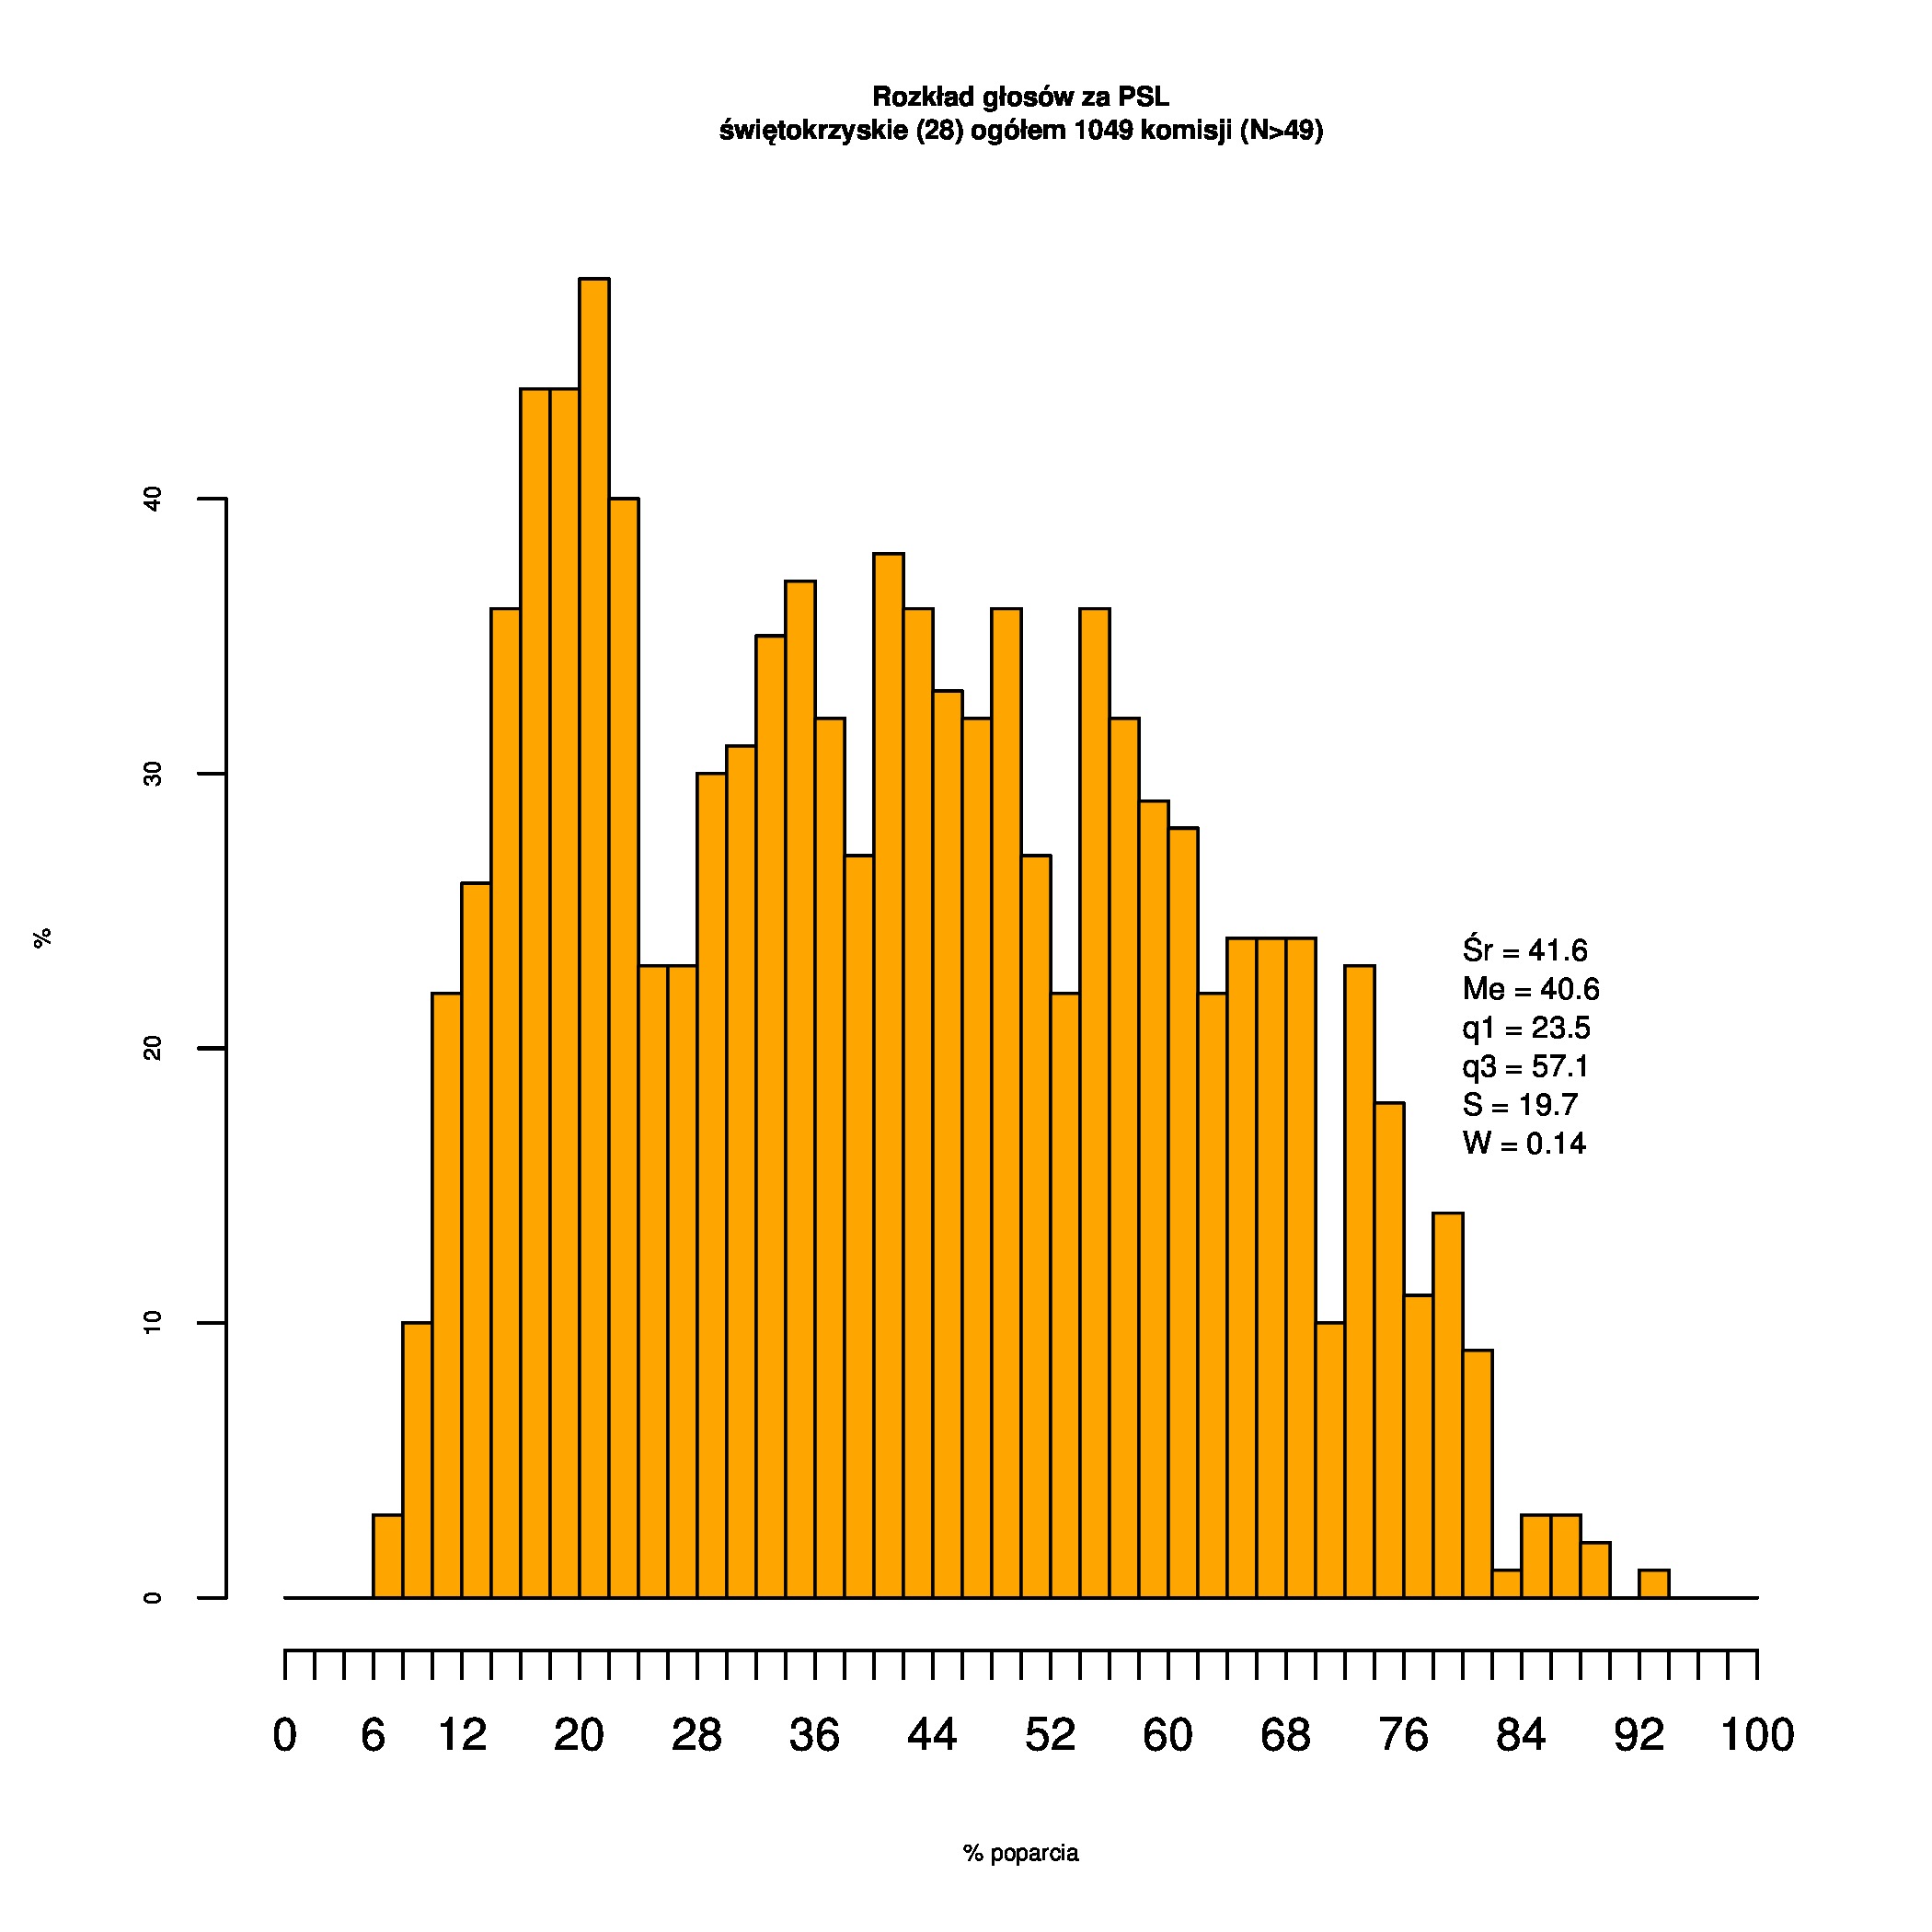 Rozkład głosów za PSL
świętokrzyskie (28) ogółem 1049 komisji (N>49)
40
30
20
10
0
%
Śr = 41.6
Me = 40.6
q1 = 23.5
q3 = 57.1
S = 19.7
W = 0.14
0 6 12 20 28 36 44 52 60 68 76 84 92 100
% poparcia